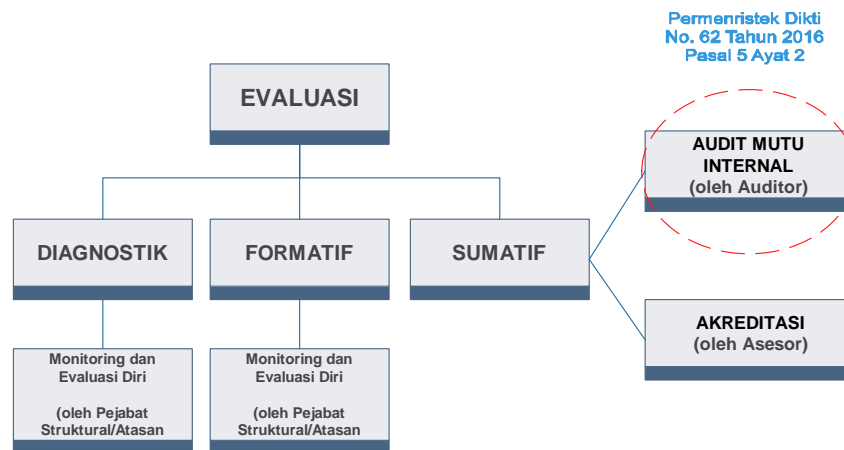 Permenristek Dikti
No. 62 Tahun 2016
Pasal 5 Ayat 2
EVALUASI
AUDIT MUTU
INTERNAL
(oleh Auditor)
DIAGNOSTIK
FORMATIF
SUMATIF
AKREDITASI
(oleh Asesor)
Monitoring dan
Evaluasi Diri
(oleh Pejabat
Struktural/Atasan
Monitoring dan
Evaluasi Diri
(oleh Pejabat
Struktural/Atasan